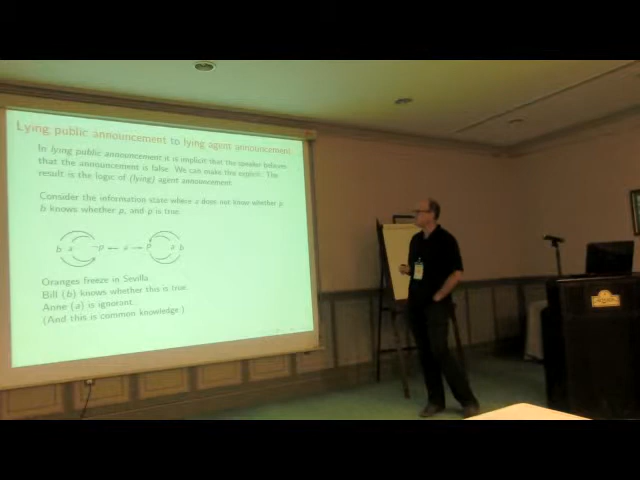 Lying public announcement to lying agent announcement
In lying public announcement it is implicit that the speaker believes
that the announcement is false. We can make this explicit. The
result is the logic of (lying) agent announcement.
Consider the information state where a does not know whether p,
b knows whether p, and p is true.
b a ¬p ← a → p a b
Oranges freeze in Sevilla.
Bill (b) knows whether this is true.
Anne (a) is ignorant.
(And this is common knowledge.)